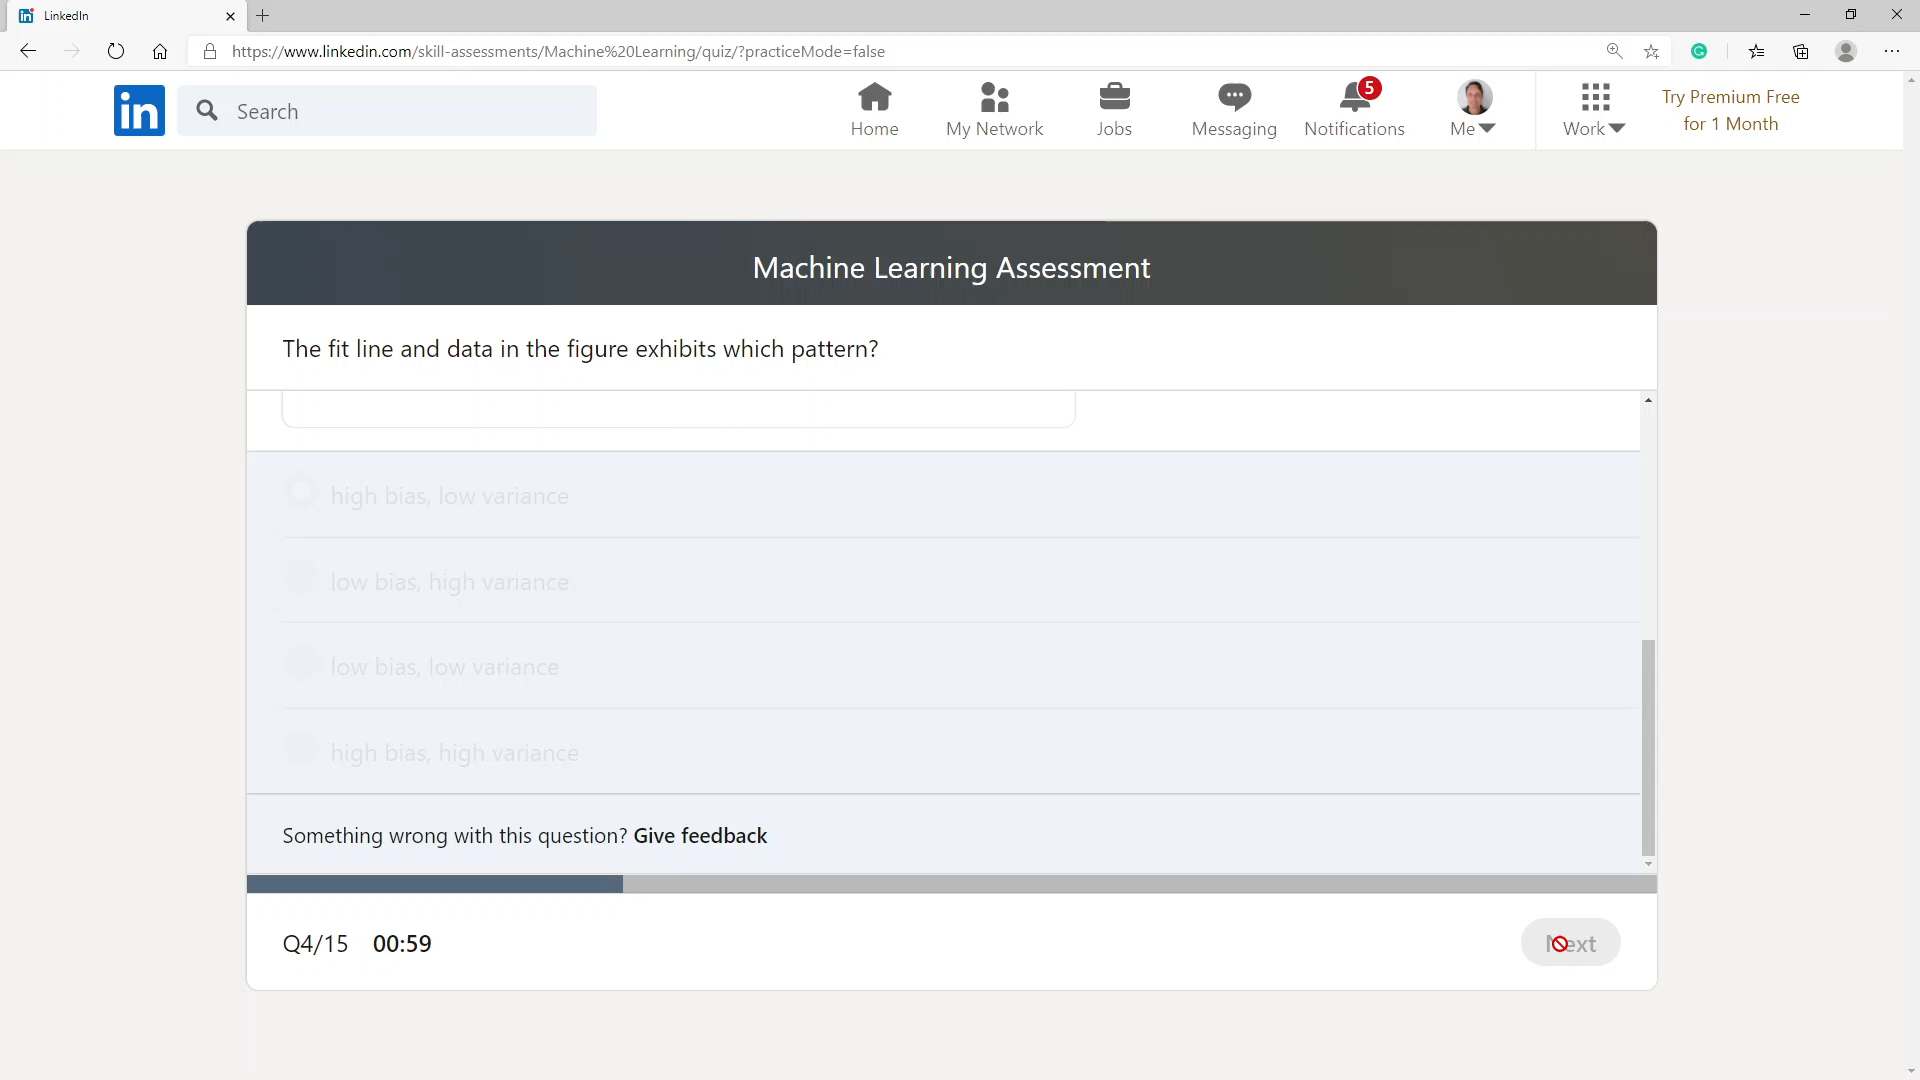 LinkedIn
https://www.linkedin.com/skill-assessments/Machine%20Learning/quiz/?practiceMode=false
in
Search
Home
My Network
Jobs
Messaging
5
Notifications
Me
Work
Try Premium Free
for 1 Month
Machine Learning Assessment
The fit line and data in the figure exhibits which pattern?
high bias, low variance
low bias, high variance
low bias, low variance
high bias, high variance
Something wrong with this question? Give feedback
Q4/15 00:59
Next